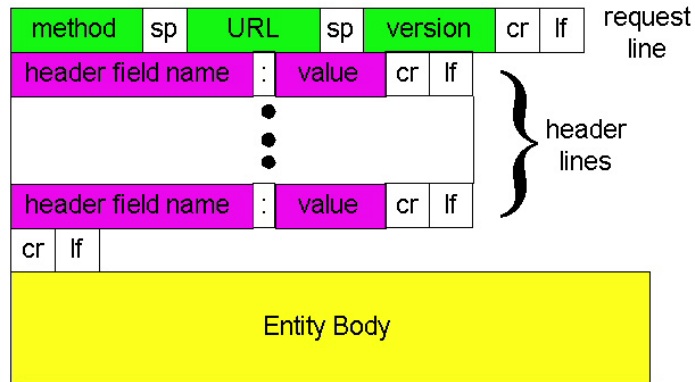 method sp URL sp version cr lf request line
header field name : value cr lf
header lines
header field name : value cr lf
cr lf
Entity Body